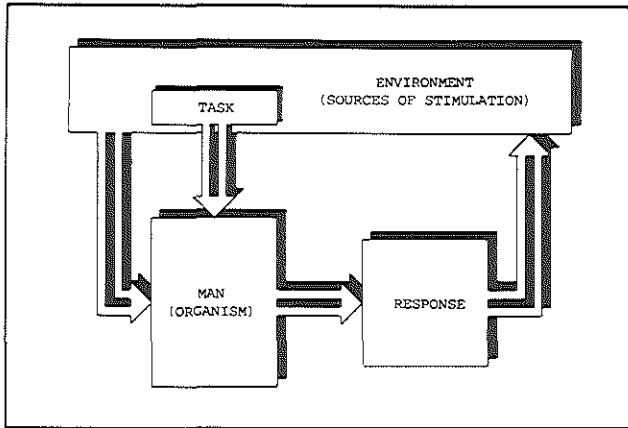 ENVIRONMENT
(SOURCES OF STIMULATION)
TASK
MAN
(ORGANISM)
RESPONSE